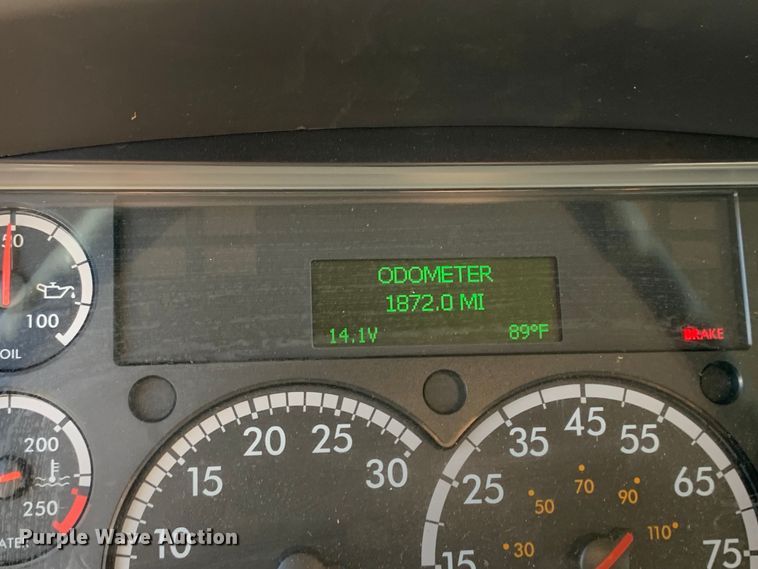 ODOMETER
1872.0 MI
14.1V 89°F
BRAKE
50
100
OIL
200
250
10 15 20 25 30
15 25 35 45 55 65 75
30 50 70 90 110
Purple Wave Auction